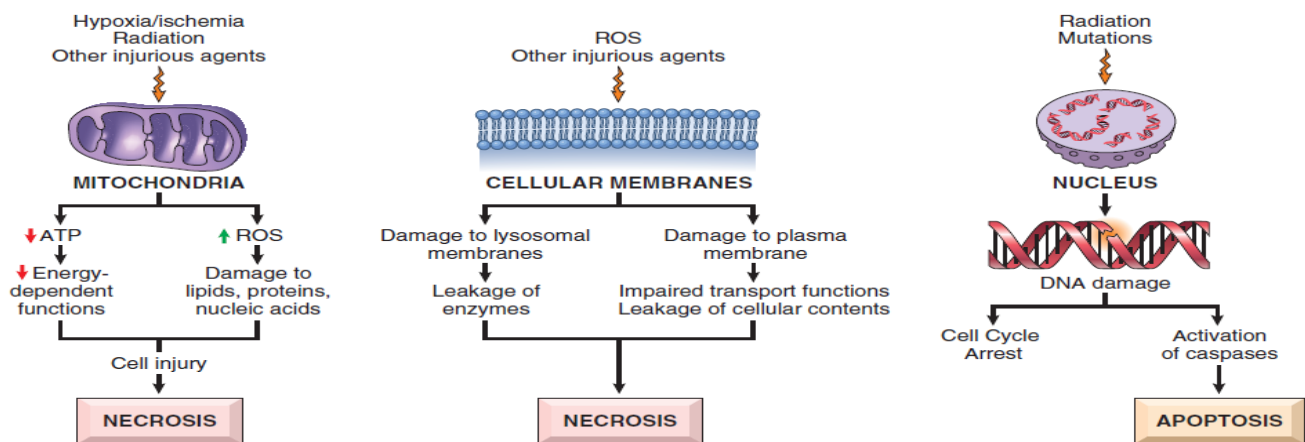 Hypoxia/ischemia
Radiation
Other injurious agents
MITOCHONDRIA
ATP
ROS
Energy-
dependent
functions
Damage to
lipids, proteins,
nucleic acids
Cell injury
NECROSIS
ROS
Other injurious agents
CELLULAR MEMBRANES
Damage to lysosomal
membranes
Damage to plasma
membrane
Leakage of
enzymes
Impaired transport functions
Leakage of cellular contents
NECROSIS
Radiation
Mutations
NUCLEUS
DNA damage
Cell Cycle
Arrest
Activation
of caspases
APOPTOSIS